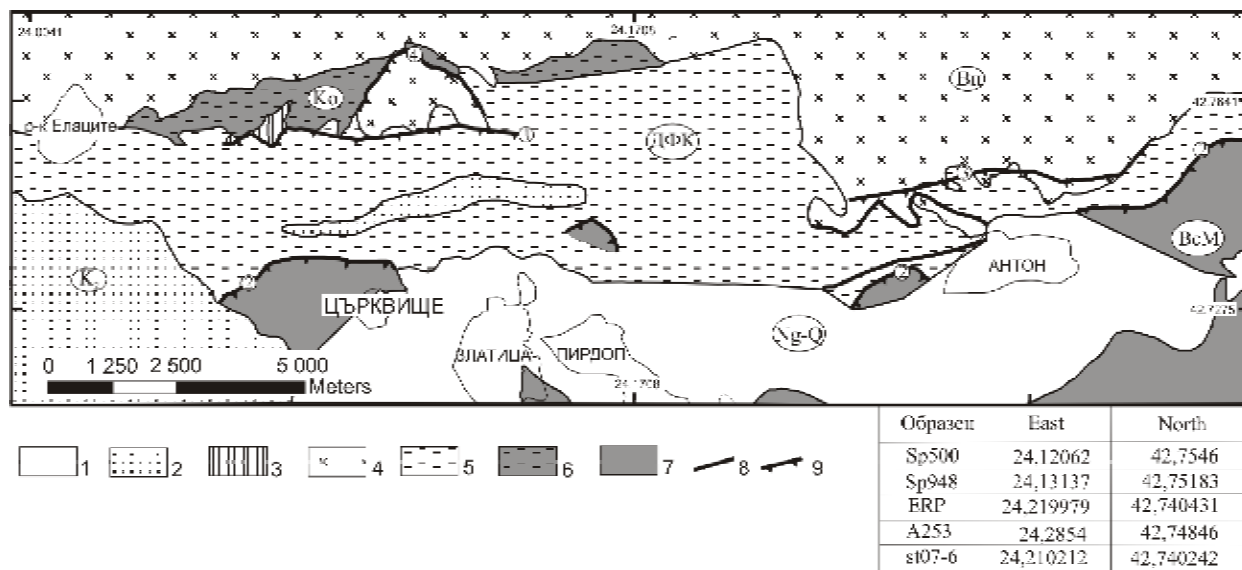 24.0041
24.1705
42.7841
р-к Елаците
Ко
4
1
ДФК
Вц
3
2
ВсМ
К
2
2
АНТОН
ЦЪРКВИЩЕ
ЗЛАТИЦА
ПИРДОП
Ng-Q
42.7275
24.1708
0 1 250 2 500 5 000
Meters
1 2 3 4 5 6 7 8 9
Образец East North
Sp500 24.12062 42,7546
Sp948 24,13137 42,75183
ERP 24,219979 42,740431
A253 24,2854 42,74846
st07-6 24,210212 42,740242